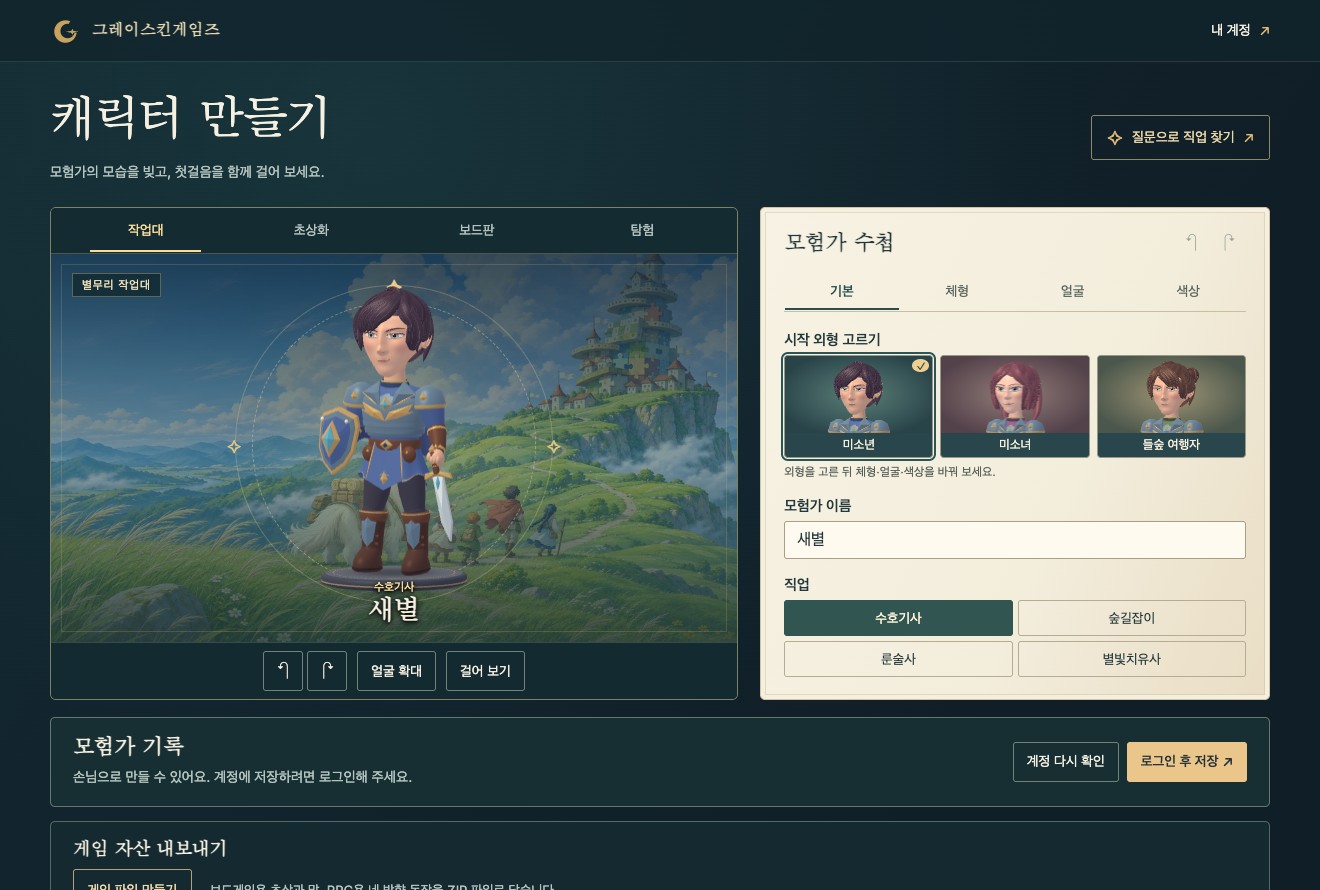 그레이스킨게임즈
내 계정
캐릭터 만들기
모험가의 모습을 빚고, 첫걸음을 함께 걸어 보세요.
질문으로 직업 찾기
작업대 초상화 보드판 탐험
별무리 작업대
수호기사
새별
얼굴 확대 걸어 보기
모험가 수첩
기본 체형 얼굴 색상
시작 외형 고르기
미소년 미소녀 들숲 여행자
외형을 고른 뒤 체형·얼굴·색상을 바꿔 보세요.
모험가 이름
새별
직업
수호기사 숲길잡이
룬술사 별빛치유사
모험가 기록
손님으로 만들 수 있어요. 계정에 저장하려면 로그인해 주세요.
계정 다시 확인 로그인 후 저장
게임 자산 내보내기
게임 파일 만들기